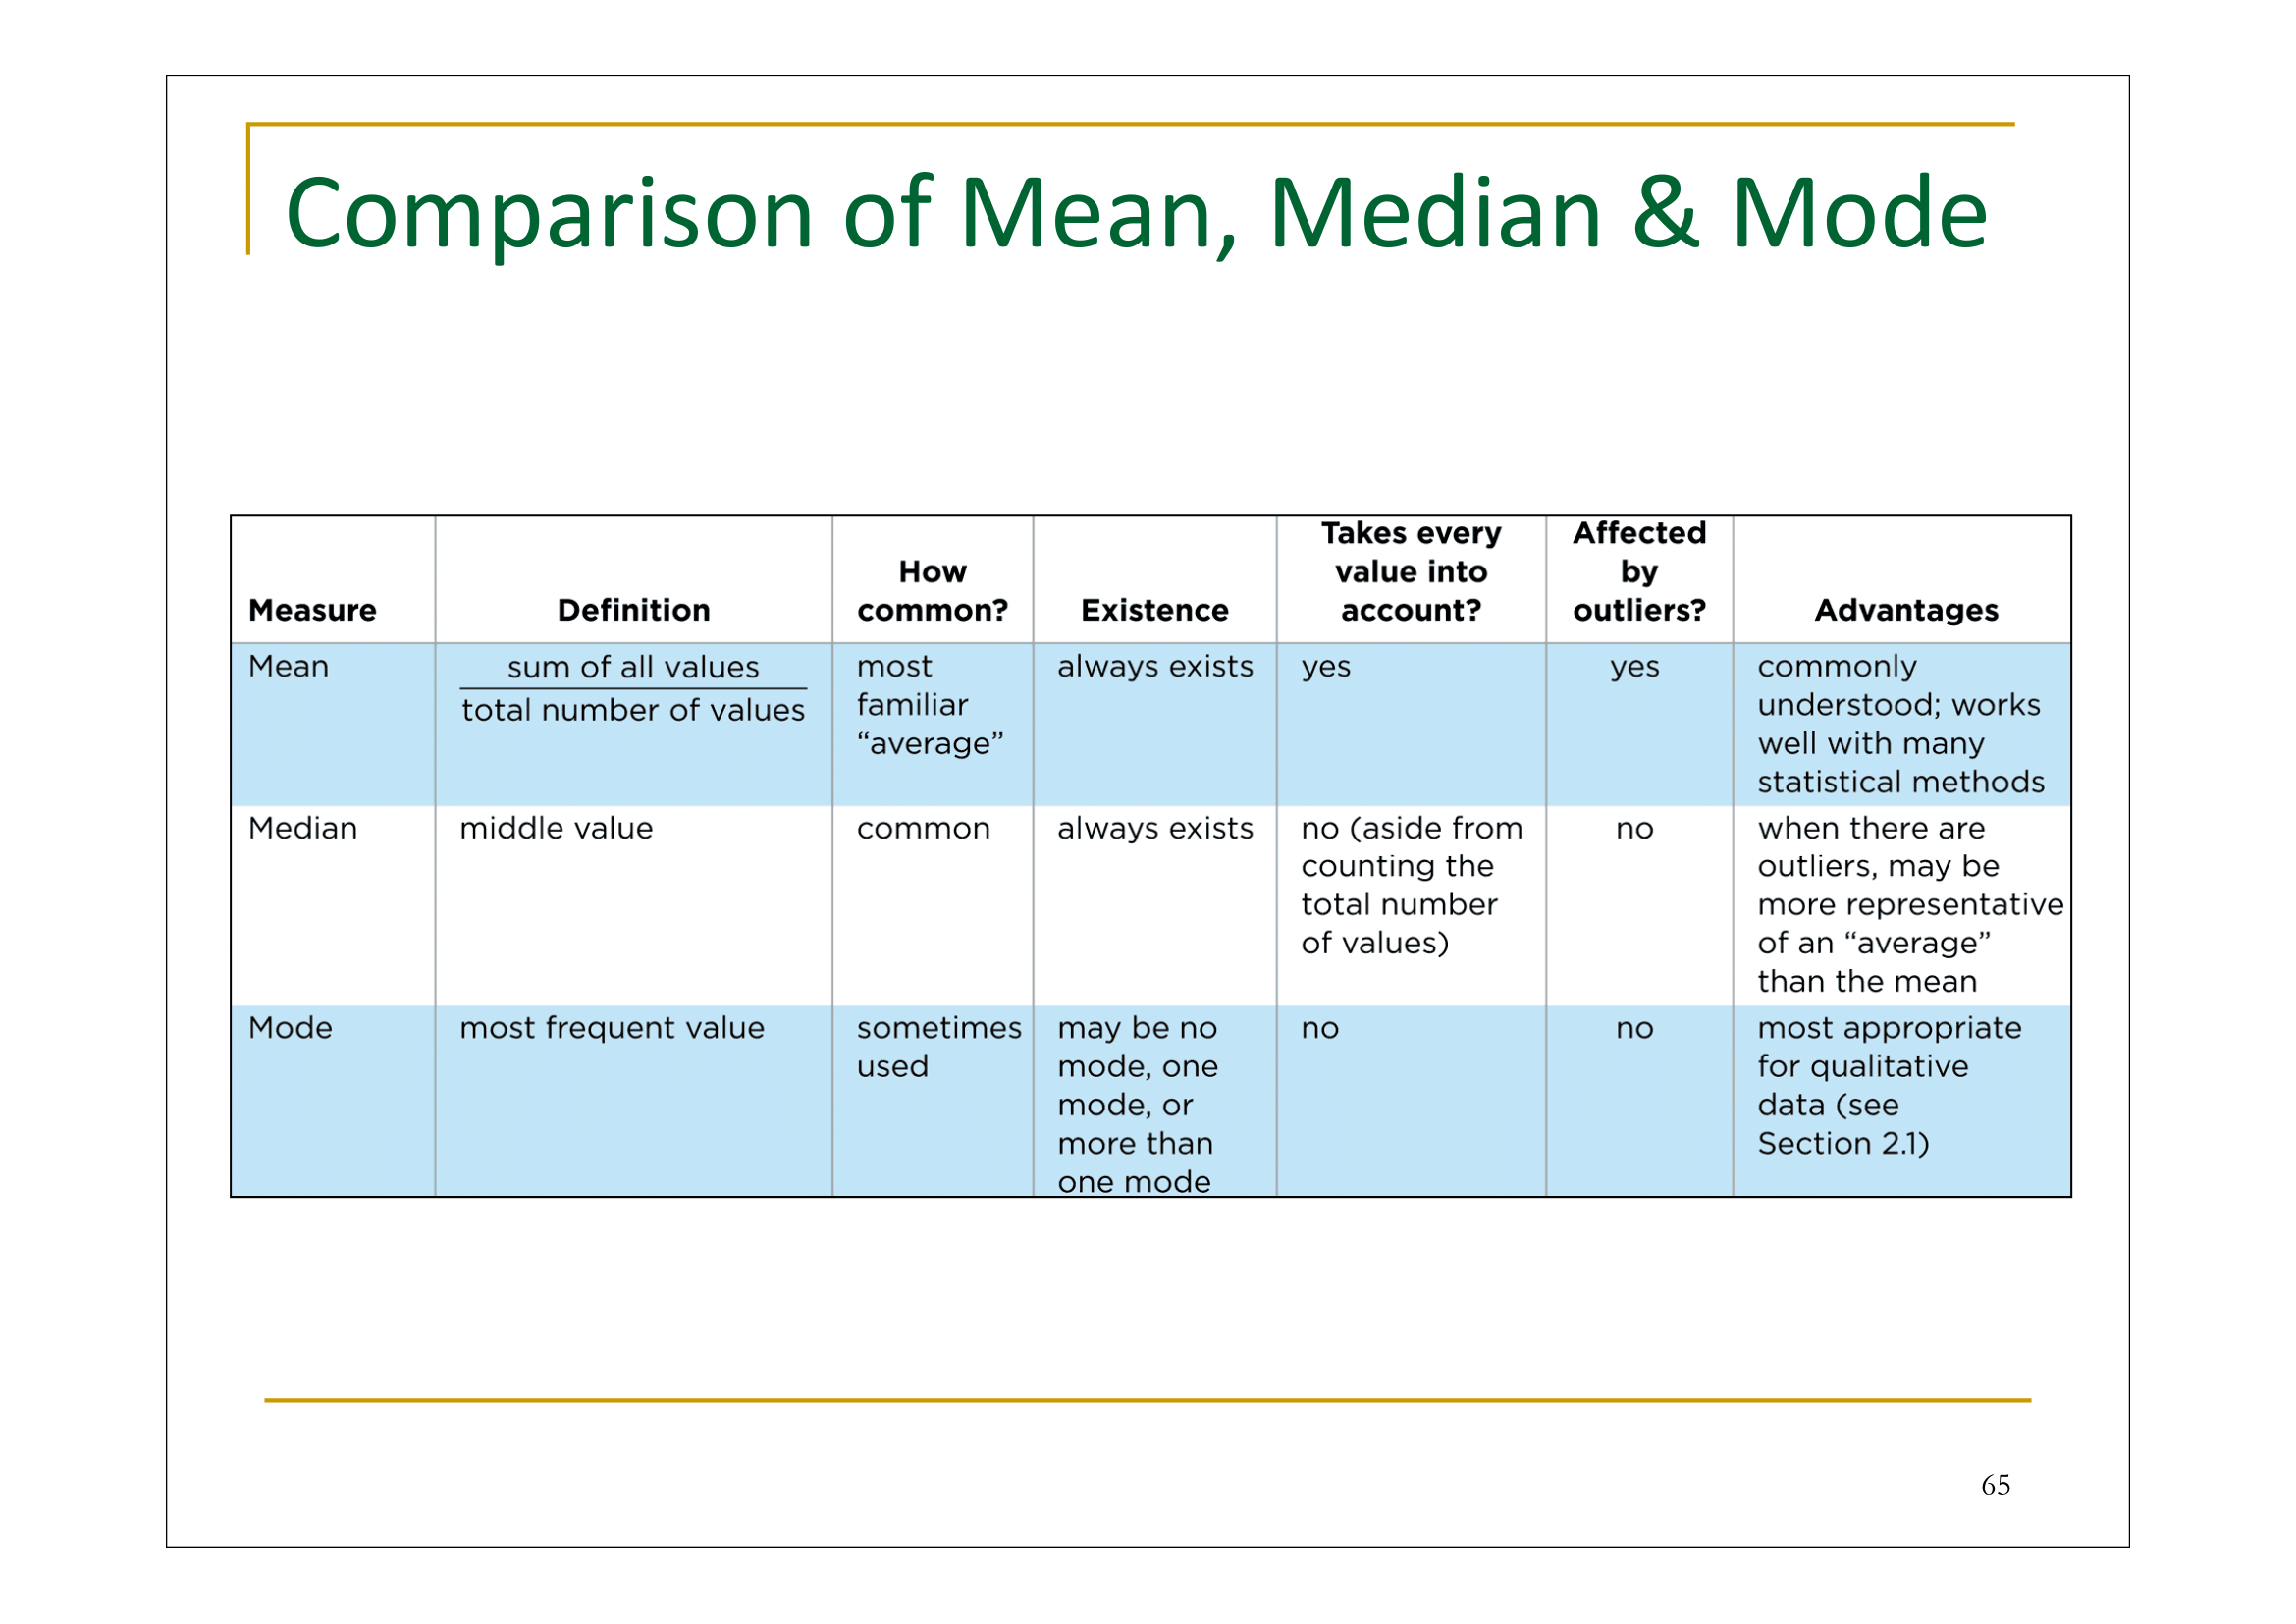 Comparison of Mean, Median & Mode
Measure
Definition
How
common?
Existence
Takes every
value into
account?
Affected
by
outliers?
Advantages
Mean
sum of all values
total number of values
most
familiar
“average”
always exists
yes
yes
commonly
understood; works
well with many
statistical methods
Median
middle value
common
always exists
no (aside from
counting the
total number
of values)
no
when there are
outliers, may be
more representative
of an “average”
than the mean
Mode
most frequent value
sometimes
used
may be no
mode, one
mode, or
more than
one mode
no
no
most appropriate
for qualitative
data (see
Section 2.1)
65